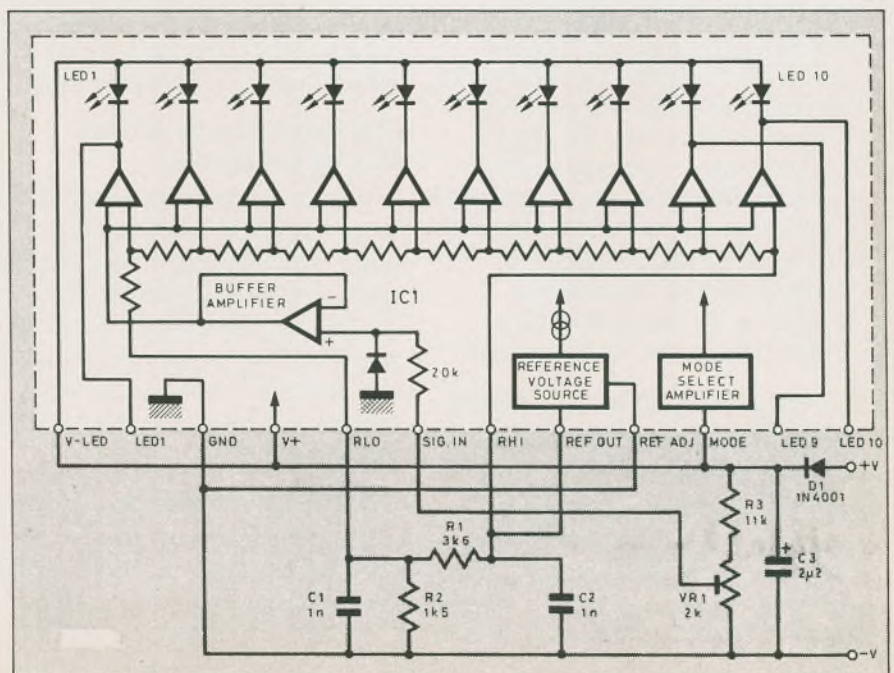 LED 1
LED 10
BUFFER
AMPLIFIER
IC1
-
+
20k
REFERENCE
VOLTAGE
SOURCE
MODE
SELECT
AMPLIFIER
V-LED
LED1
GND
V+
RLO
SIG. IN
RHI
REF OUT
REF ADJ
MODE
LED 9
LED 10
+V
D1
1N4001
R1
3k6
R3
11k
C1
1n
R2
1k5
C2
1n
VR1
2k
+
C3
2µ2
-V